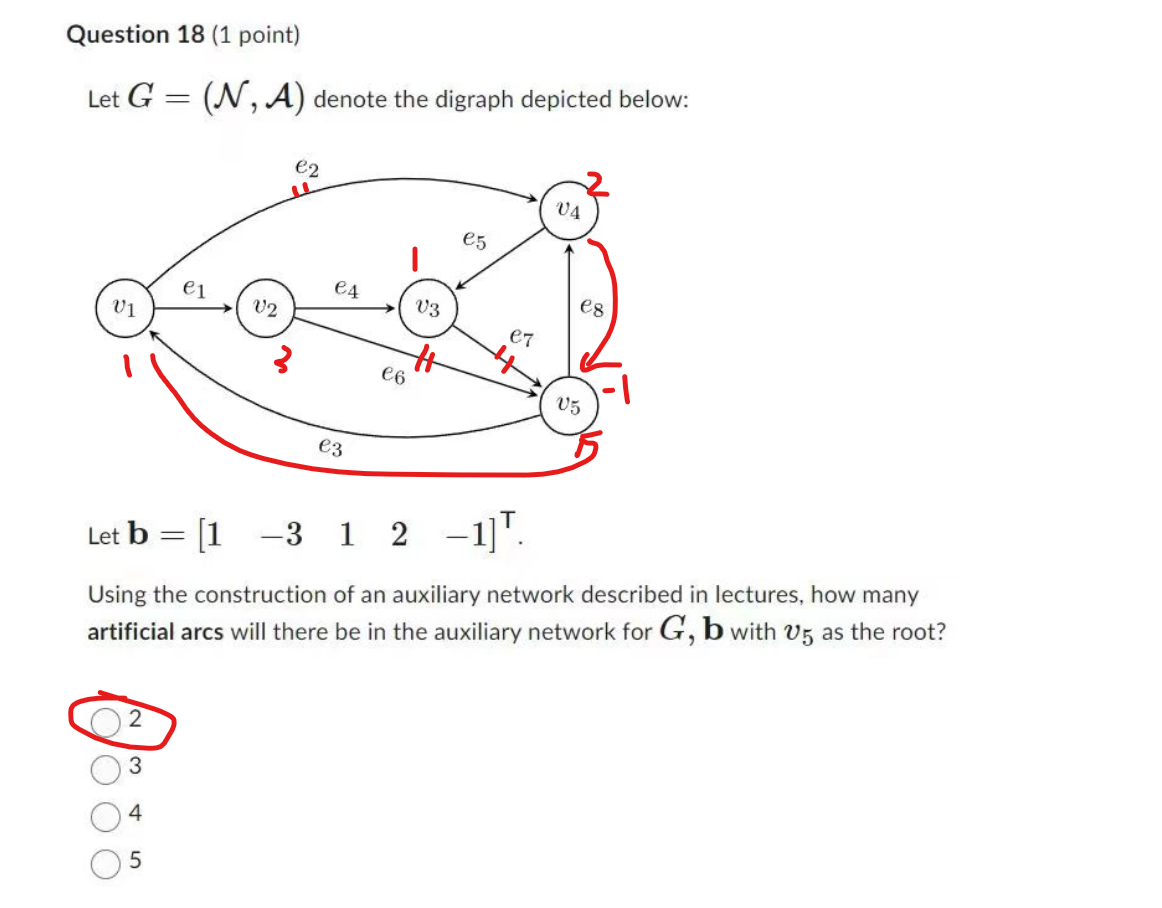 Question 18 (1 point)
Let G = (𝒩, 𝒜) denote the digraph depicted below:
e₂
2
v₄
e₅
1
e₁
e₄
v₁
v₂
v₃
e₈
e₇
1
3
e₆
-1
v₅
e₃
5
Let b = [1 −3 1 2 −1]ᵀ.
Using the construction of an auxiliary network described in lectures, how many
artificial arcs will there be in the auxiliary network for G, b with v₅ as the root?
2
3
4
5